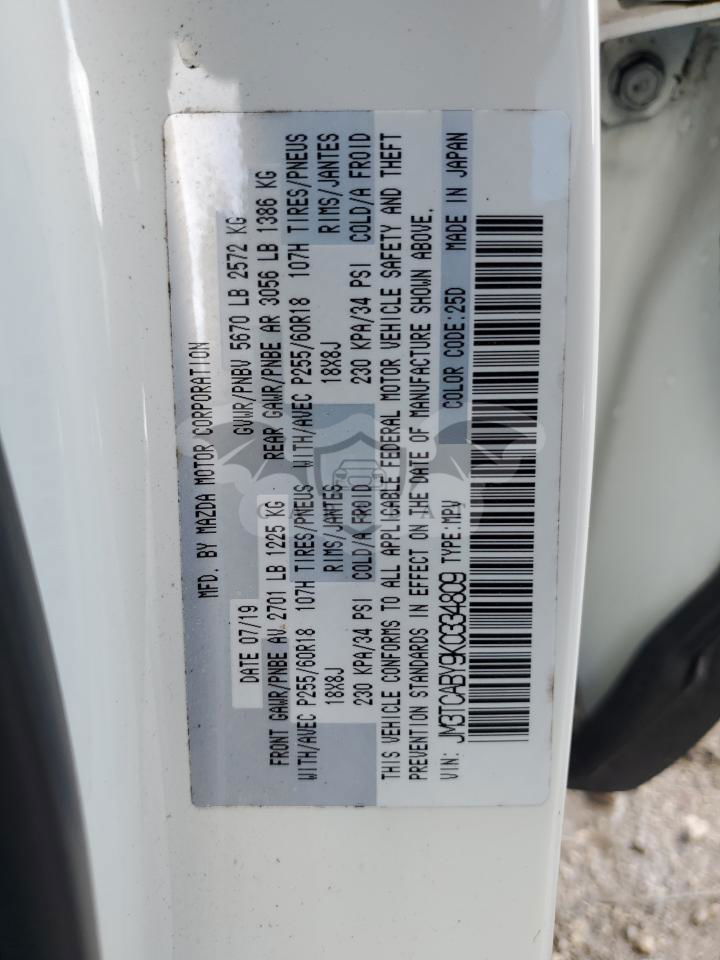 MFD. BY MAZDA MOTOR CORPORATION
DATE 07/19 GVWR/PNBV 5670 LB 2572 KG
FRONT GAWR/PNBE AV 2701 LB 1225 KG REAR GAWR/PNBE AR 3056 LB 1386 KG
WITH/AVEC P255/60R18 107H TIRES/PNEUS WITH/AVEC P255/60R18 107H TIRES/PNEUS
18X8J RIMS/JANTES 18X8J RIMS/JANTES
230 KPA/34 PSI COLD/A FROID 230 KPA/34 PSI COLD/A FROID
THIS VEHICLE CONFORMS TO ALL APPLICABLE FEDERAL MOTOR VEHICLE SAFETY AND THEFT
PREVENTION STANDARDS IN EFFECT ON THE DATE OF MANUFACTURE SHOWN ABOVE.
VIN: JM3TCABY9K0334809 TYPE:MPV COLOR CODE:25D MADE IN JAPAN